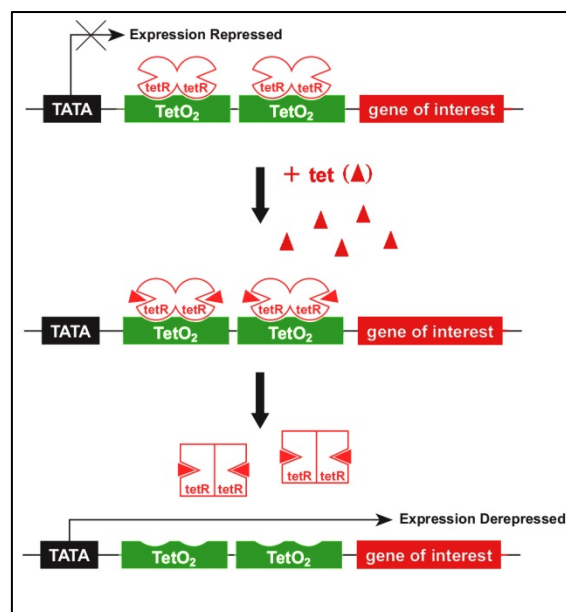 Expression Repressed
tetR tetR tetR tetR
TATA TetO₂ TetO₂ gene of interest
+ tet (▲)
tetR tetR tetR tetR
TATA TetO₂ TetO₂ gene of interest
tetR tetR tetR tetR
Expression Derepressed
TATA TetO₂ TetO₂ gene of interest